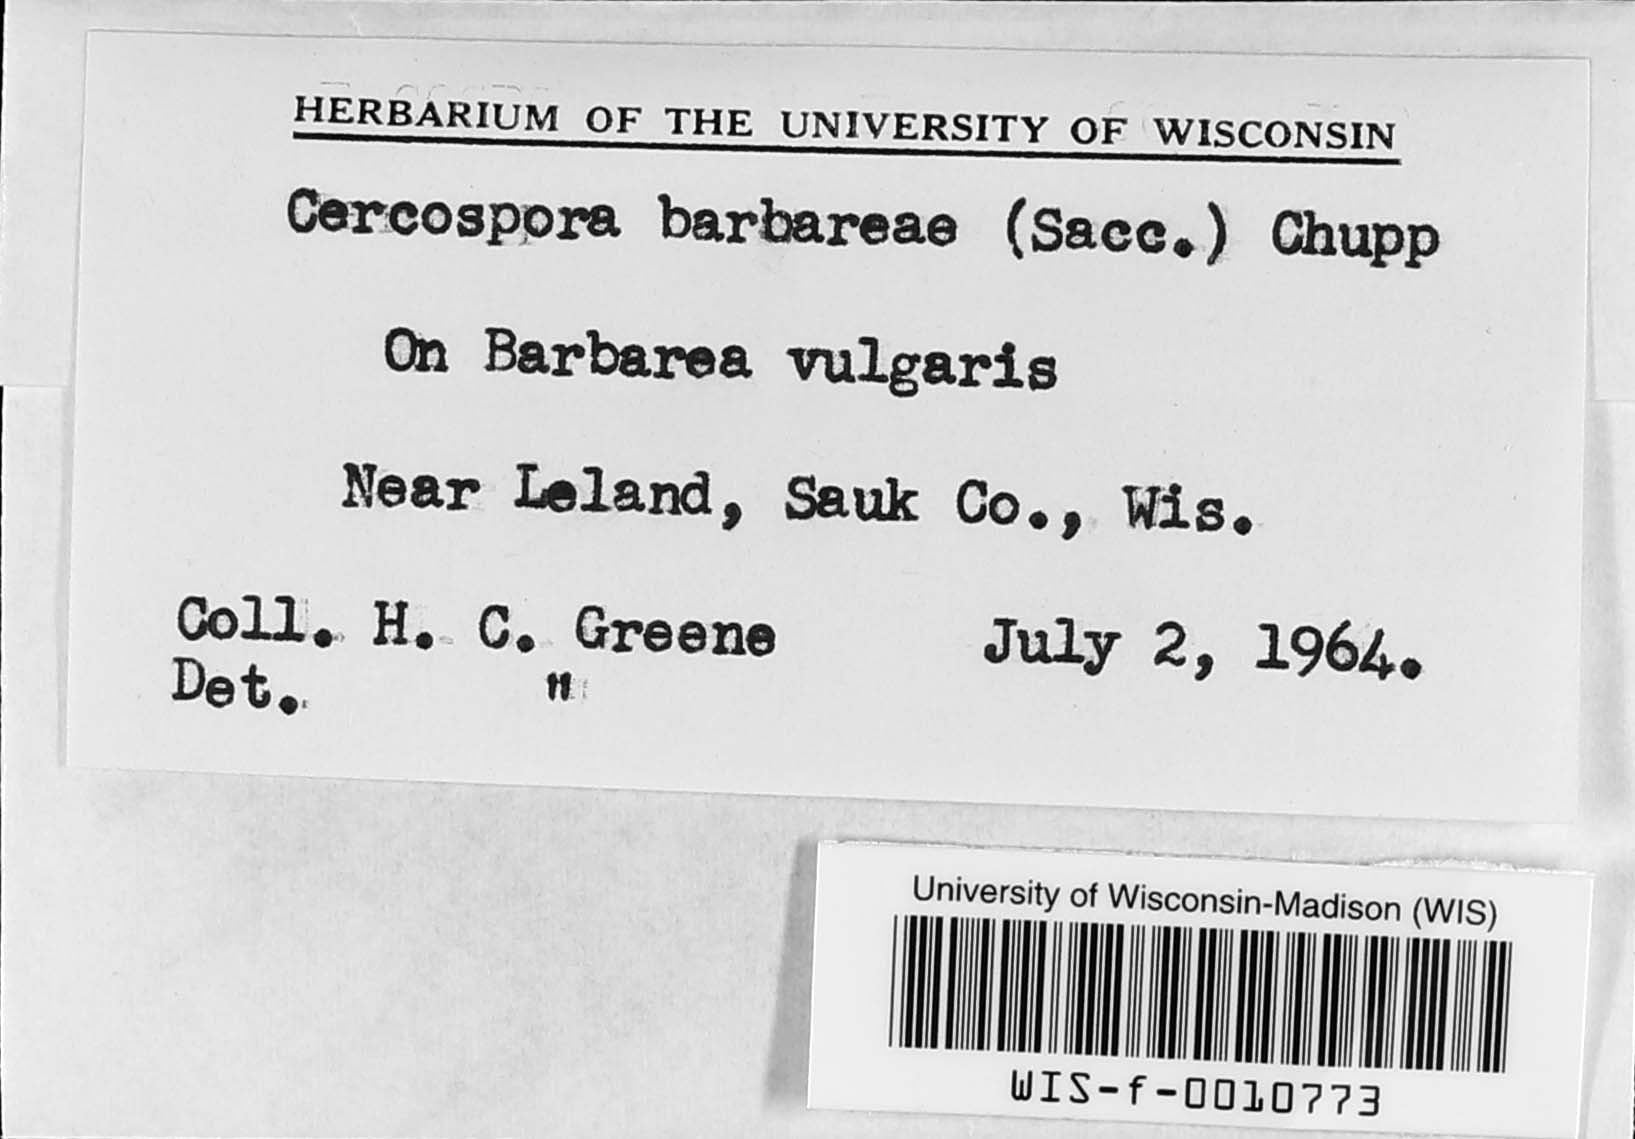 HERBARIUM OF THE UNIVERSITY OF WISCONSIN
Cercospora barbareae (Sacc.) Chupp
On Barbarea vulgaris
Near Leland, Sauk Co., Wis.
Coll. H. C. Greene July 2, 1964.
Det. "
University of Wisconsin-Madison (WIS)
WIS-f-0010773